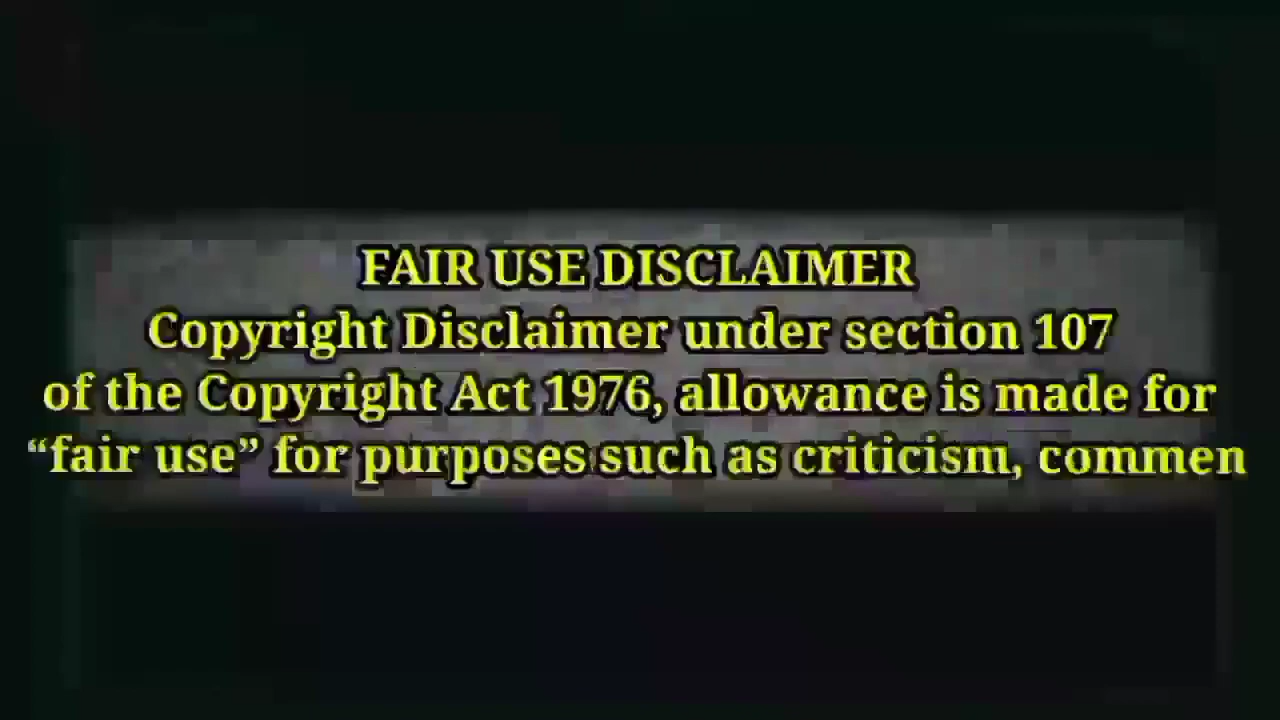 FAIR USE DISCLAIMER
Copyright Disclaimer under section 107
of the Copyright Act 1976, allowance is made for
“fair use” for purposes such as criticism, commen